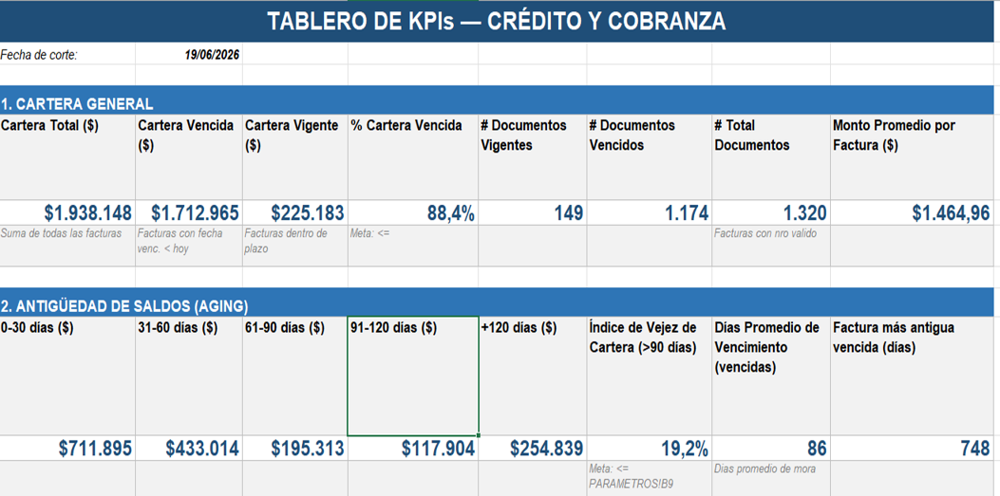 TABLERO DE KPIs — CRÉDITO Y COBRANZA
Fecha de corte: 19/06/2026
1. CARTERA GENERAL
Cartera Total ($)
Cartera Vencida
($)
Cartera Vigente
($)
% Cartera Vencida
# Documentos
Vigentes
# Documentos
Vencidos
# Total
Documentos
Monto Promedio por
Factura ($)
$1.938.148 $1.712.965 $225.183 88,4% 149 1.174 1.320 $1.464,96
Suma de todas las facturas
Facturas con fecha
venc. < hoy
Facturas dentro de
plazo
Meta: <=
Facturas con nro valido
2. ANTIGÜEDAD DE SALDOS (AGING)
0-30 días ($)
31-60 días ($)
61-90 días ($)
91-120 días ($)
+120 días ($)
Índice de Vejez de
Cartera (>90 días)
Días Promedio de
Vencimiento
(vencidas)
Factura más antigua
vencida (días)
$711.895 $433.014 $195.313 $117.904 $254.839 19,2% 86 748
Meta: <=
PARAMETROS!B9
Días promedio de mora